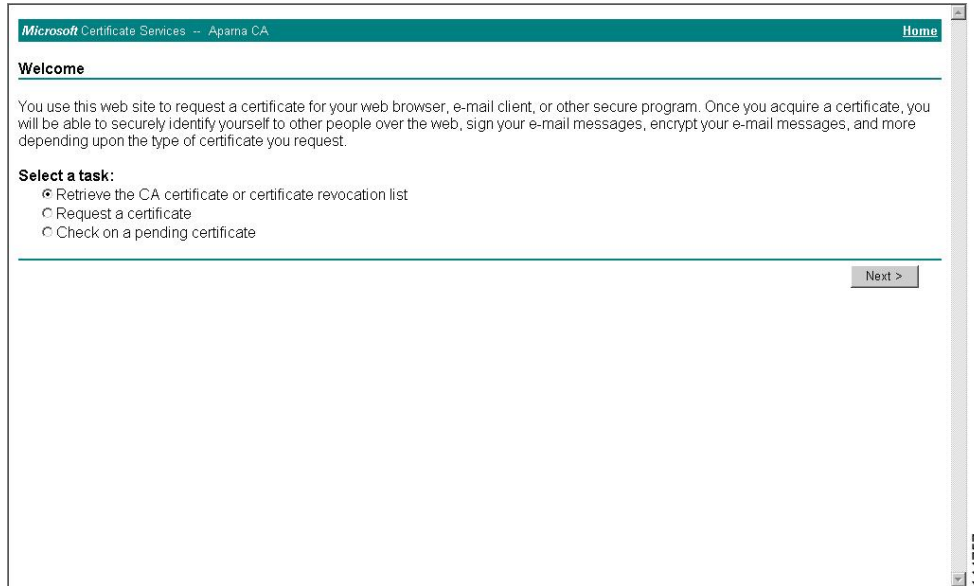 Microsoft Certificate Services -- Aparna CA Home
Welcome
You use this web site to request a certificate for your web browser, e-mail client, or other secure program. Once you acquire a certificate, you
will be able to securely identify yourself to other people over the web, sign your e-mail messages, encrypt your e-mail messages, and more
depending upon the type of certificate you request.
Select a task:
Retrieve the CA certificate or certificate revocation list
Request a certificate
Check on a pending certificate
Next >